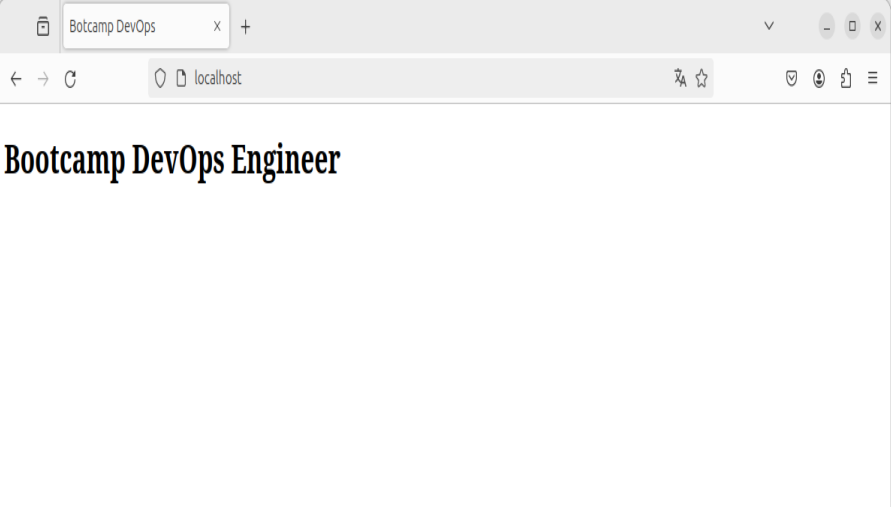 Botcamp DevOps
localhost
Bootcamp DevOps Engineer